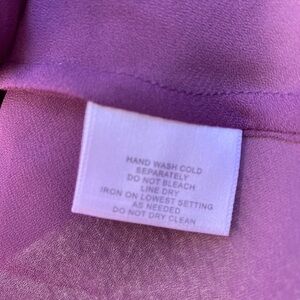 HAND WASH COLD
SEPARATELY
DO NOT BLEACH
LINE DRY
IRON ON LOWEST SETTING
AS NEEDED
DO NOT DRY CLEAN